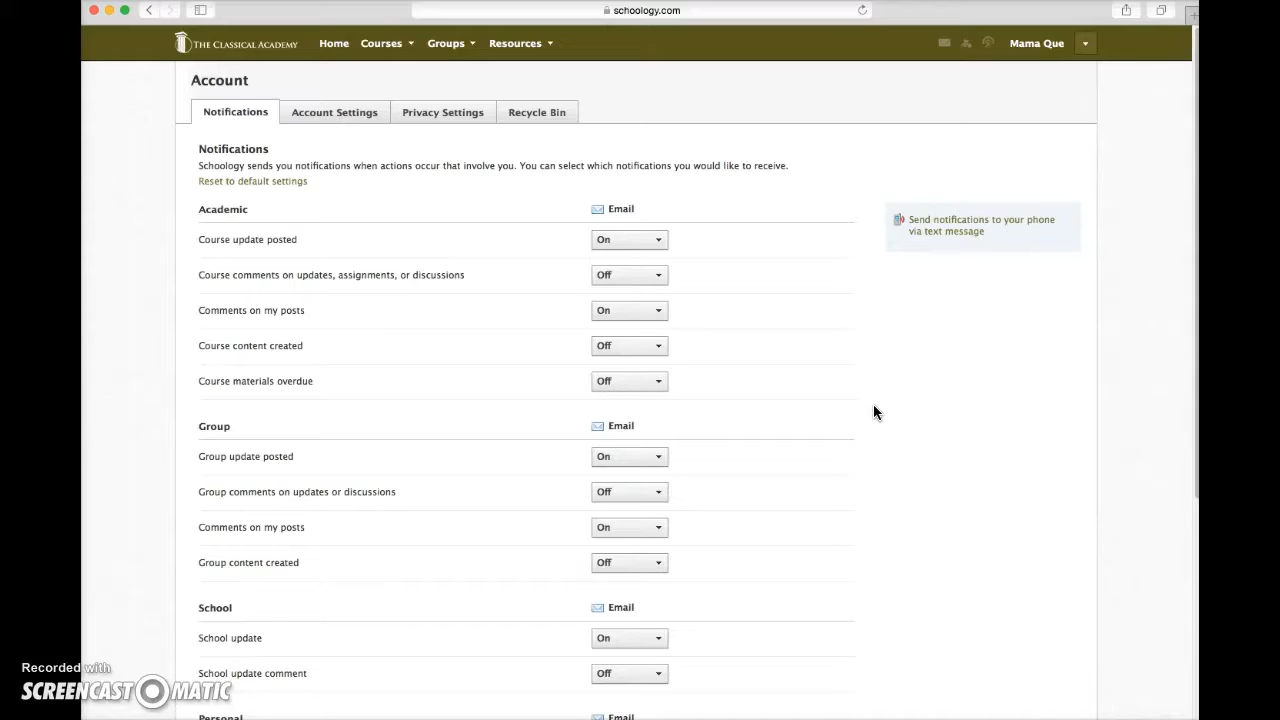 schoology.com
THE CLASSICAL ACADEMY Home Courses Groups Resources Mama Que
Account
Notifications Account Settings Privacy Settings Recycle Bin
Notifications
Schoology sends you notifications when actions occur that involve you. You can select which notifications you would like to receive.
Reset to default settings
Academic Email
Send notifications to your phone
via text message
Course update posted On
Course comments on updates, assignments, or discussions Off
Comments on my posts On
Course content created Off
Course materials overdue Off
Group Email
Group update posted On
Group comments on updates or discussions Off
Comments on my posts On
Group content created Off
School Email
School update On
School update comment Off
Personal Email
Recorded with
SCREENCAST-O-MATIC